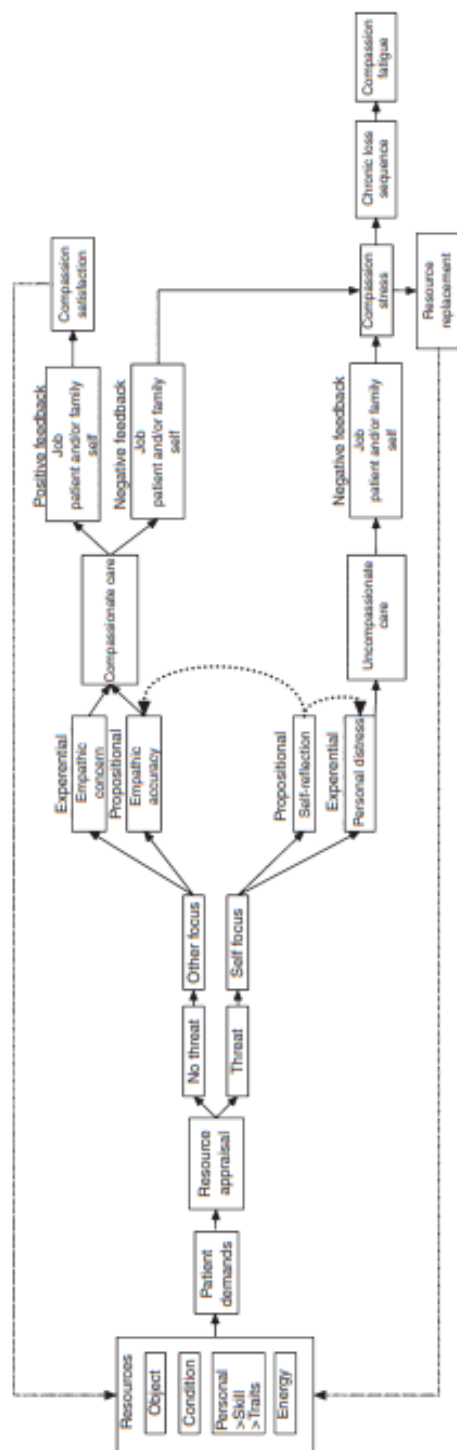 Resources
Object
Condition
Personal
>Skill
>Traits
Energy
Patient
demands
Resource
appraisal
No threat
Threat
Other focus
Self focus
Experential
Empathic
concern
Propositional
Empathic
accuracy
Propositional
Self-reflection
Experential
Personal distress
Compassionate care
Uncompassionate
care
Positive feedback
Job
patient and/or family
self
Negative feedback
Job
patient and/or family
self
Negative feedback
Job
patient and/or family
self
Compassion
satisfaction
Compassion
stress
Resource
replacement
Chronic loss
sequence
Compassion
fatigue